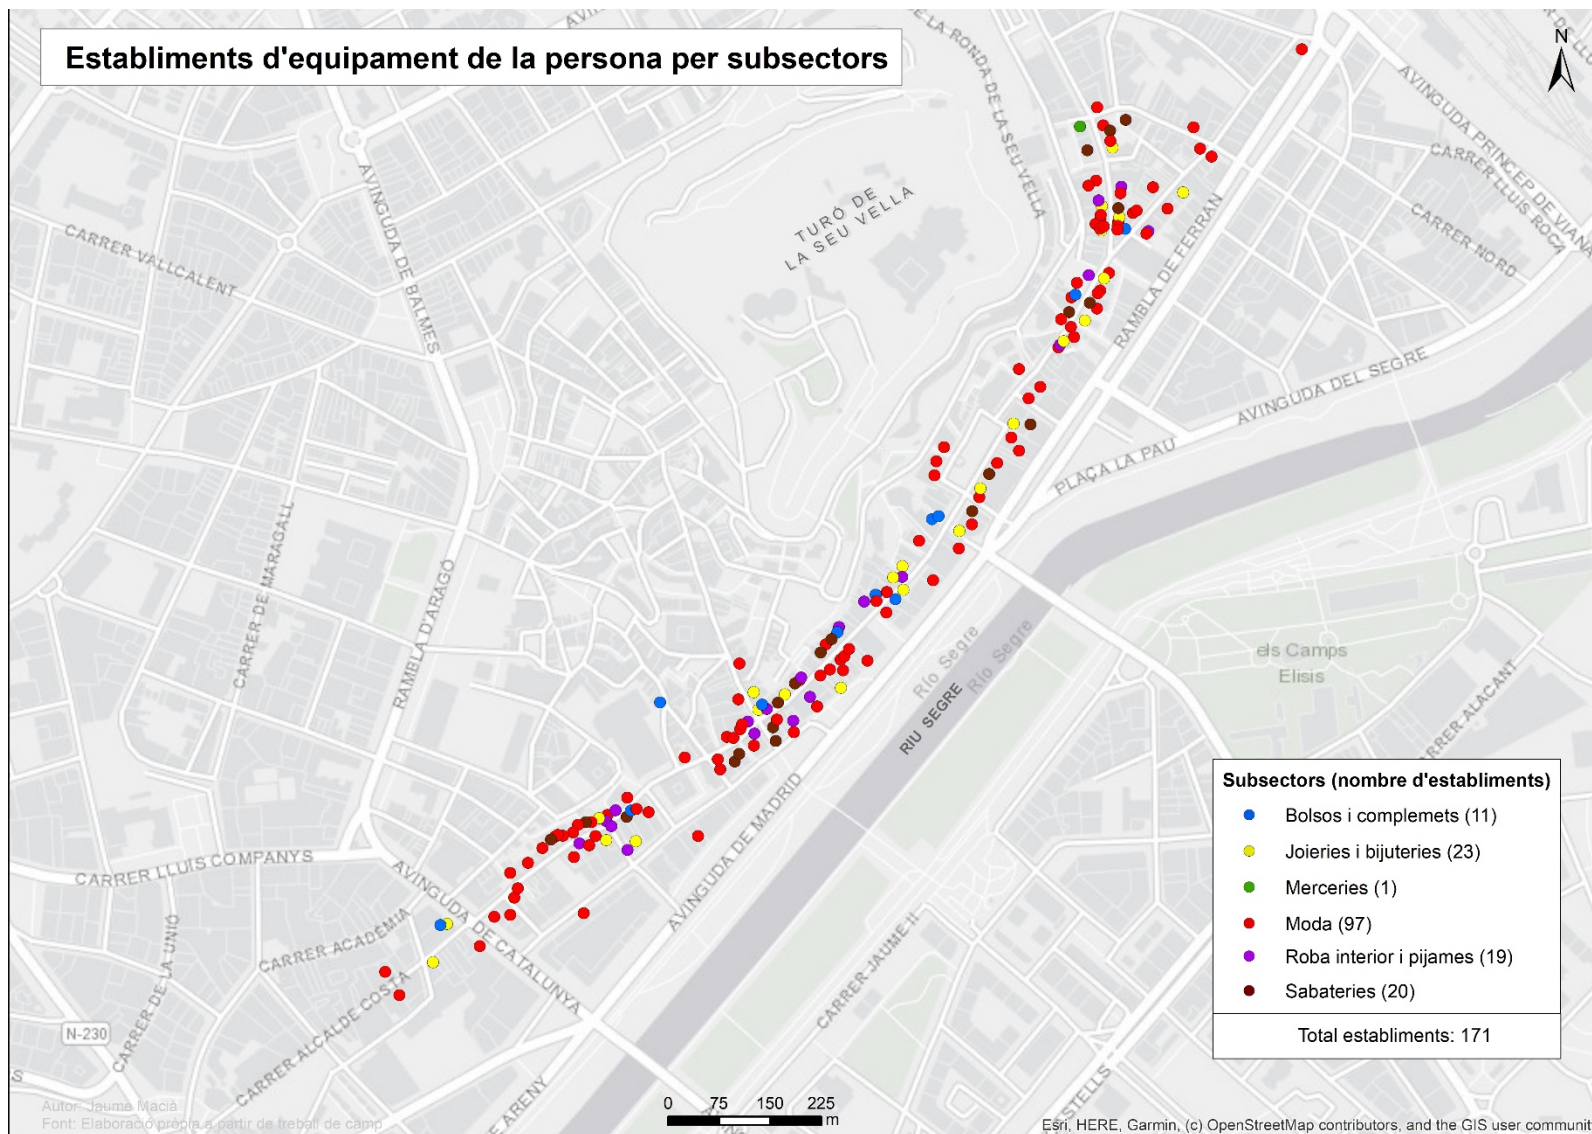 Establiments d'equipament de la persona per subsectors
N
DE LA RONDA DE LA SEU VELLA
AVINGUDA PRINCEP DE VIANA
CARRER LLUIS ROCA
CARRER NORD
TURÓ DE
LA SEU VELLA
AVINGUDA DE BALMES
CARRER VALLCALENT
RAMBLA DE FERRAN
AVINGUDA DEL SEGRE
PLAÇA LA PAU
CARRER DE MARAGALL
RAMBLA D'ARAGÓ
Río Segre
Río Segre
RIU SEGRE
els Camps
Elisis
CARRER ALACANT
AVINGUDA DE MADRID
CARRER LLUIS COMPANYS
AVINGUDA DE CATALUNYA
CARRER ACADÈMIA
CARRER DE LA UNIÓ
CARRER ALCALDE COSTA
CARRER JAUME II
N-230
Subsectors (nombre d'establiments)
Bolsos i complemets (11)
Joieries i bijuteries (23)
Merceries (1)
Moda (97)
Roba interior i pijames (19)
Sabateries (20)
Total establiments: 171
Autor: Jaume Macià
Font: Elaboració pròpia a partir de treball de camp
0 75 150 225
m
Esri, HERE, Garmin, (c) OpenStreetMap contributors, and the GIS user communit